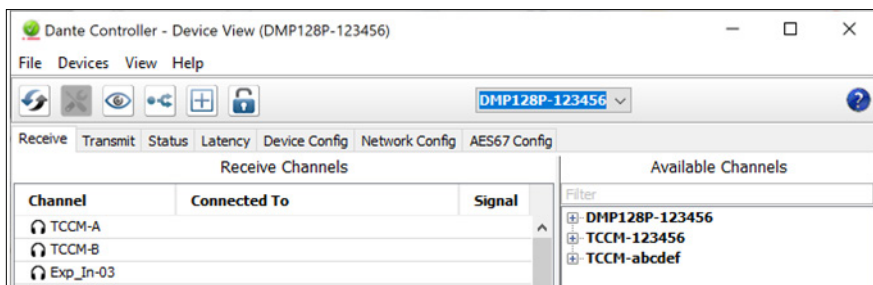 Dante Controller - Device View (DMP128P-123456)
File Devices View Help
DMP128P-123456
Receive Transmit Status Latency Device Config Network Config AES67 Config
Receive Channels
Available Channels
Channel Connected To Signal
Filter
TCCM-A
TCCM-B
Exp_In-03
DMP128P-123456
TCCM-123456
TCCM-abcdef